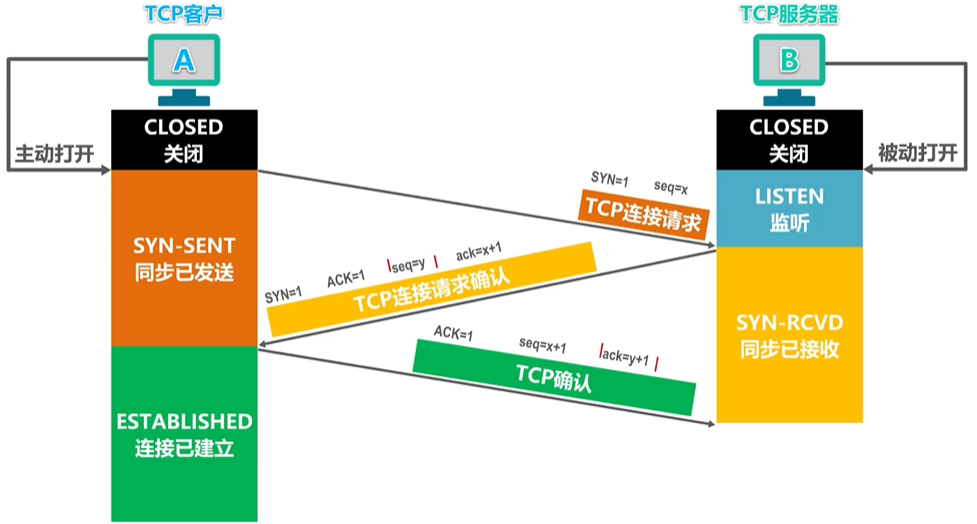 TCP客户
TCP服务器
A
B
CLOSED
关闭
CLOSED
关闭
主动打开
被动打开
SYN=1 seq=x
TCP连接请求
LISTEN
监听
SYN-SENT
同步已发送
SYN=1 ACK=1 seq=y ack=x+1
TCP连接请求确认
SYN-RCVD
同步已接收
ACK=1 seq=x+1 ack=y+1
TCP确认
ESTABLISHED
连接已建立